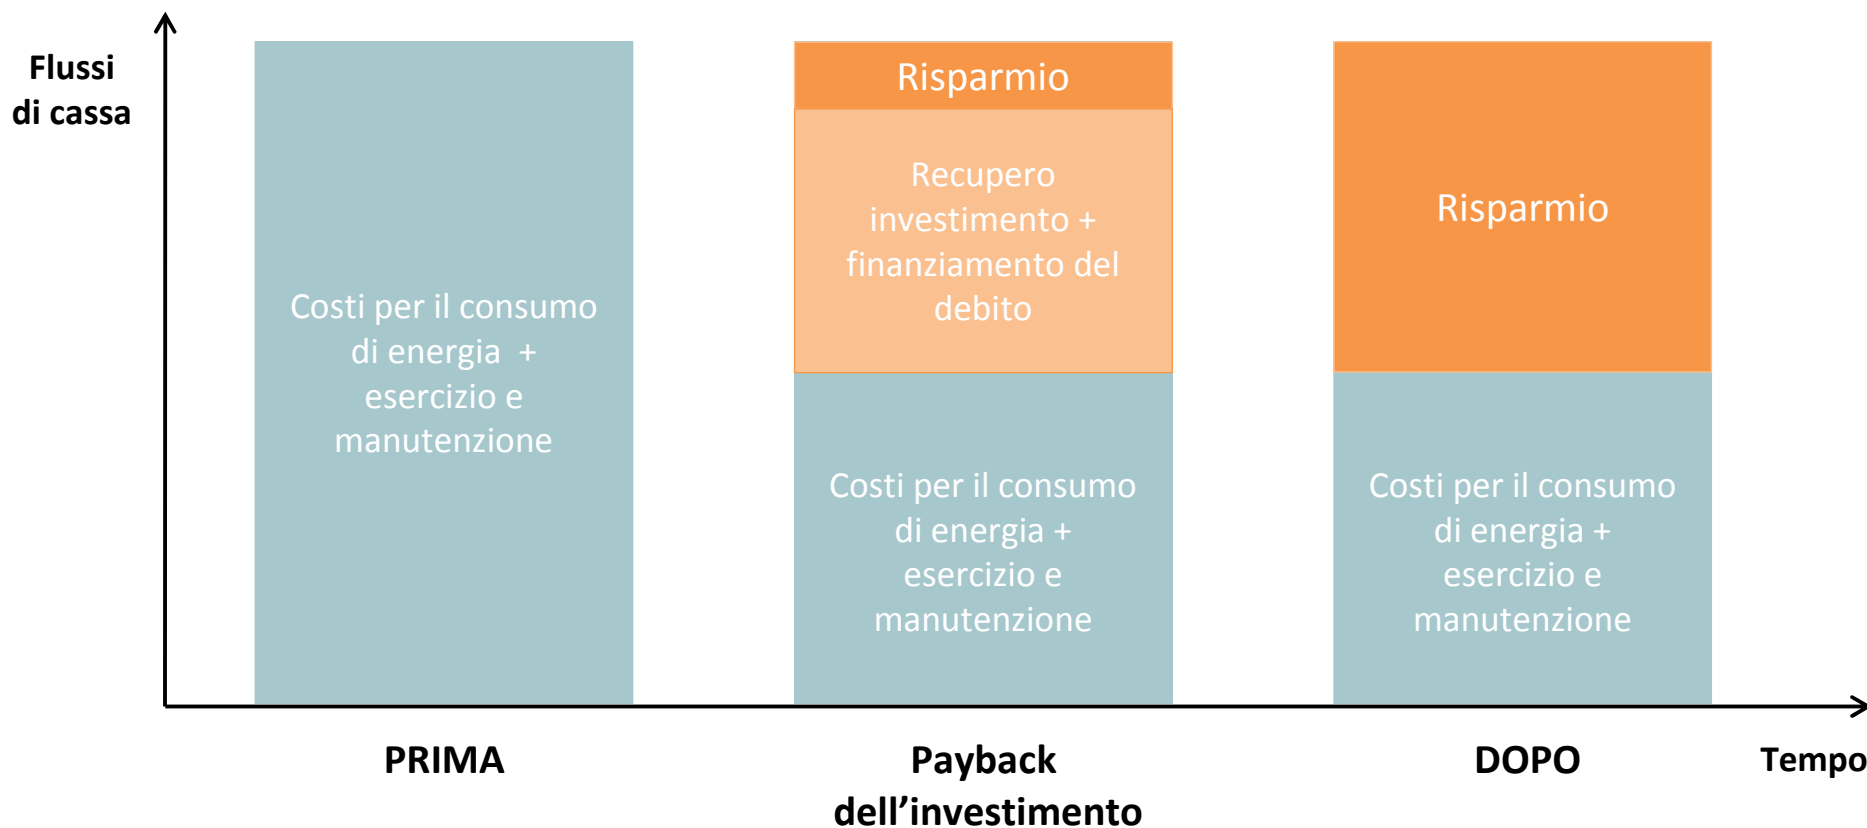 Flussi
di cassa
Costi per il consumo
di energia +
esercizio e
manutenzione
Risparmio
Recupero
investimento +
finanziamento del
debito
Costi per il consumo
di energia +
esercizio e
manutenzione
Risparmio
Costi per il consumo
di energia +
esercizio e
manutenzione
PRIMA
Payback
dell’investimento
DOPO
Tempo